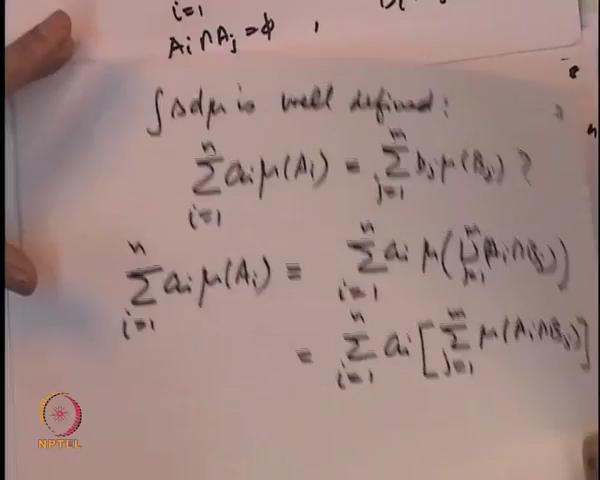 i=1
Ai ∩ Aj = ϕ ,
∫ s dμ is well defined :
n m
∑ ai μ(Ai) = ∑ bj μ(Bj) ?
i=1 j=1
n n m
∑ ai μ(Ai) = ∑ ai μ( ⋃ Ai ∩ Bj )
i=1 i=1 j=1
n m
= ∑ ai [ ∑ μ(Ai ∩ Bj) ]
i=1 j=1
NPTEL